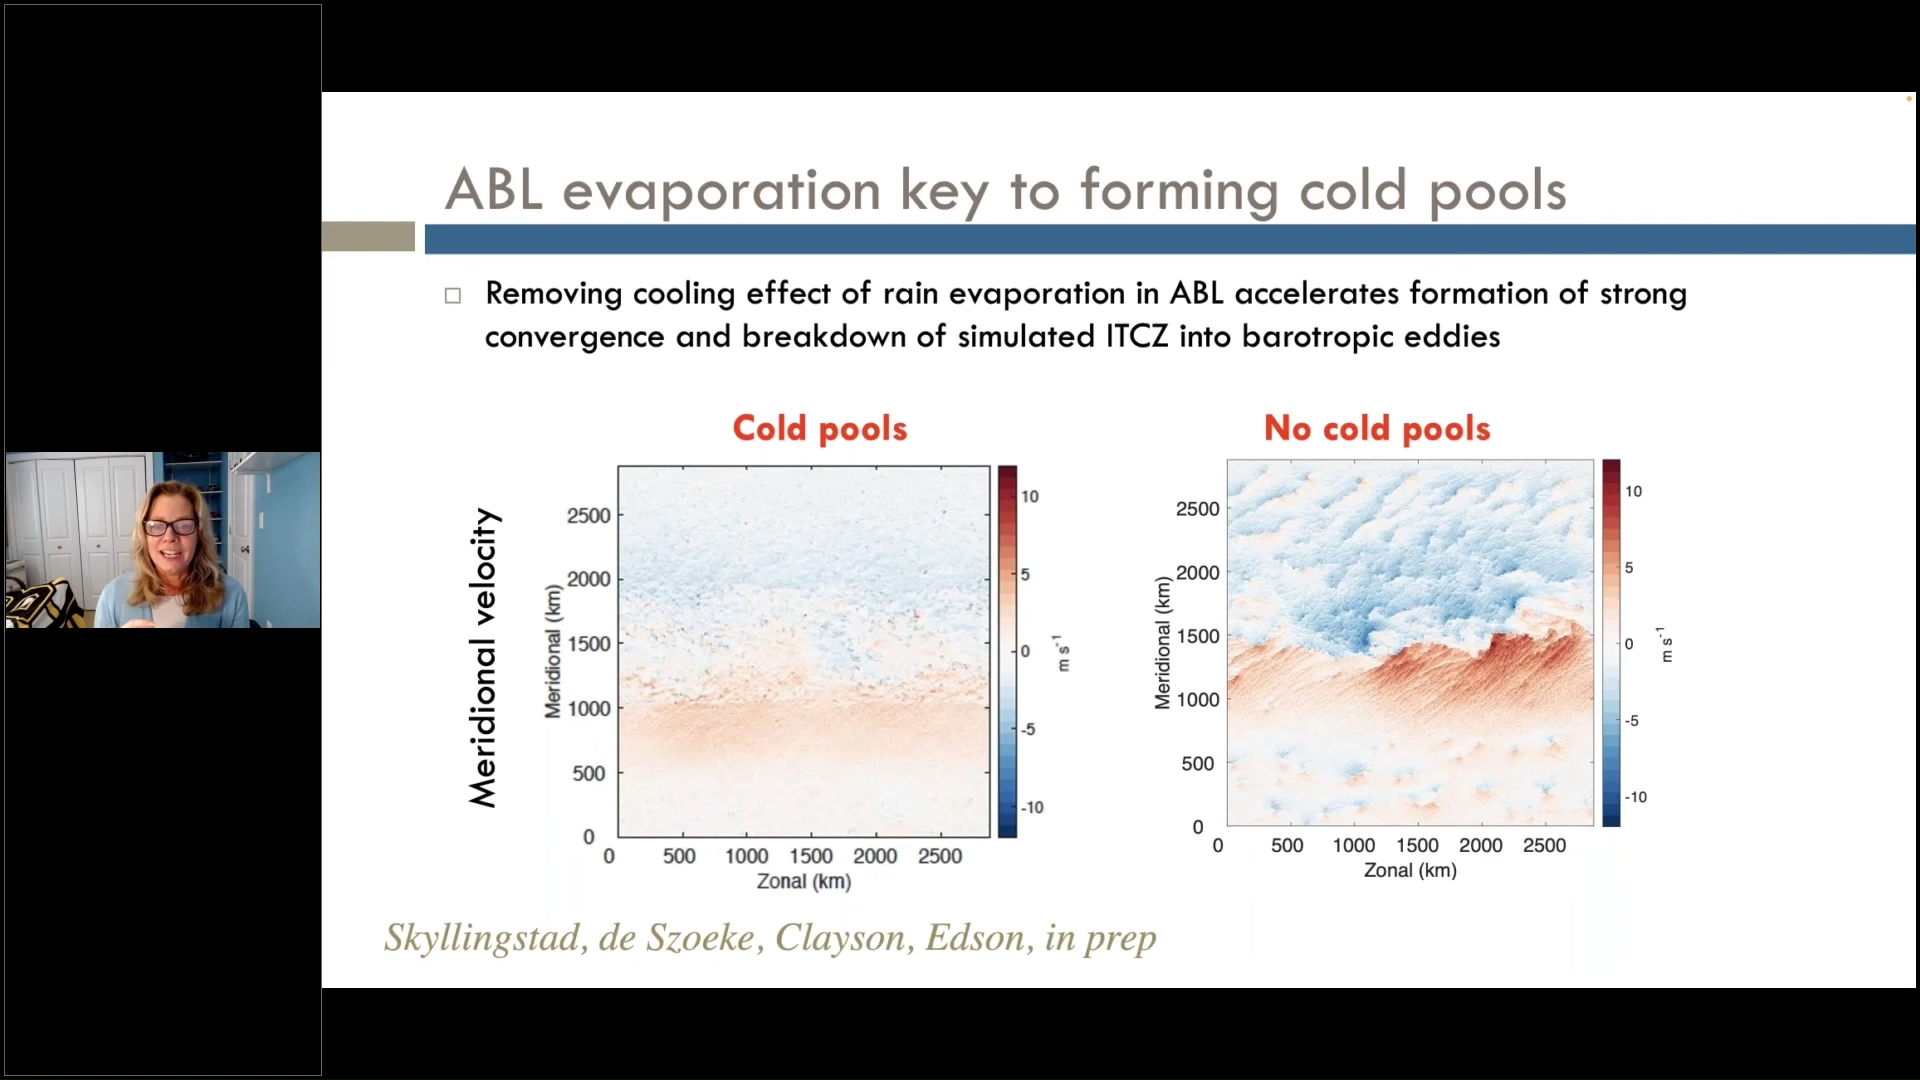 ABL evaporation key to forming cold pools
Removing cooling effect of rain evaporation in ABL accelerates formation of strong
convergence and breakdown of simulated ITCZ into barotropic eddies
Cold pools
No cold pools
Meridional velocity
Meridional (km)
2500
2000
1500
1000
500
0
0 500 1000 1500 2000 2500
Zonal (km)
10
5
0
-5
-10
m s⁻¹
Meridional (km)
2500
2000
1500
1000
500
0
0 500 1000 1500 2000 2500
Zonal (km)
10
5
0
-5
-10
m s⁻¹
Skyllingstad, de Szoeke, Clayson, Edson, in prep